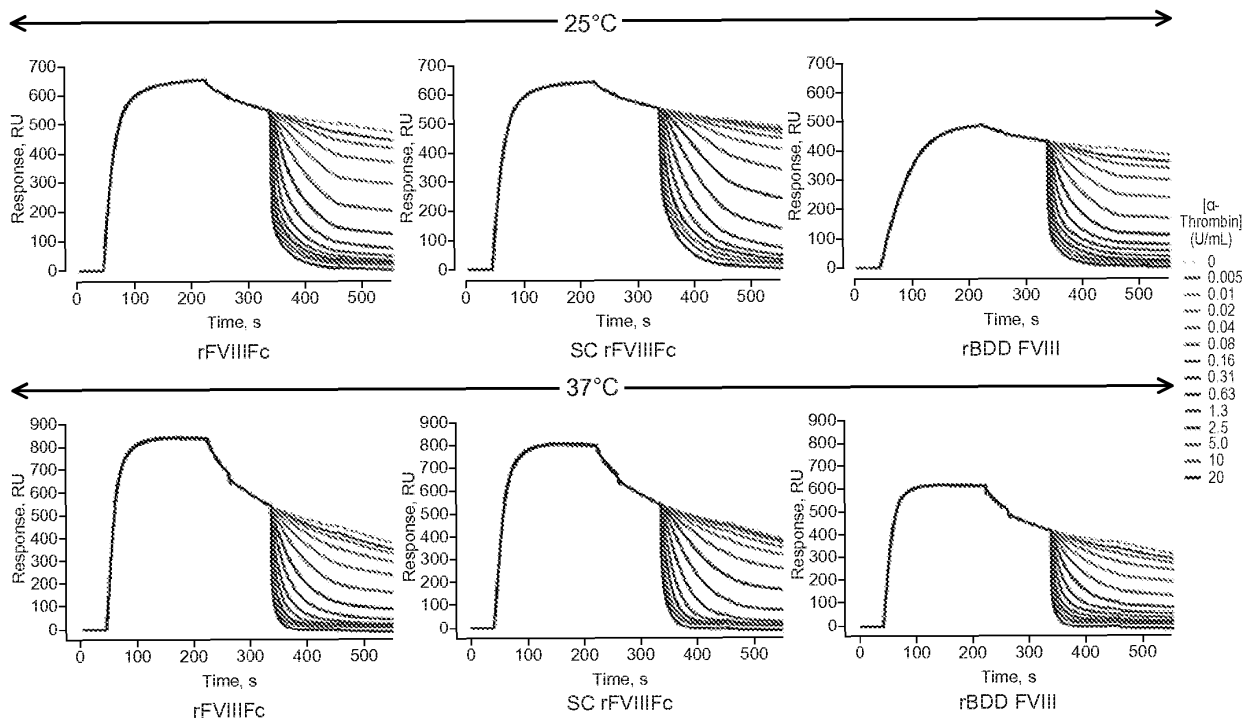 25°C
700
600
500
400
300
200
100
0
Response, RU
0 100 200 300 400 500
Time, s
rFVIIIFc
700
600
500
400
300
200
100
0
Response, RU
0 100 200 300 400 500
Time, s
SC rFVIIIFc
700
600
500
400
300
200
100
0
Response, RU
0 100 200 300 400 500
Time, s
rBDD FVIII
37°C
900
800
700
600
500
400
300
200
100
0
Response, RU
0 100 200 300 400 500
Time, s
rFVIIIFc
900
800
700
600
500
400
300
200
100
0
Response, RU
0 100 200 300 400 500
Time, s
SC rFVIIIFc
900
800
700
600
500
400
300
200
100
0
Response, RU
0 100 200 300 400 500
Time, s
rBDD FVIII
[α-
Thrombin]
(U/mL)
0
0.005
0.01
0.02
0.04
0.08
0.16
0.31
0.63
1.3
2.5
5.0
10
20